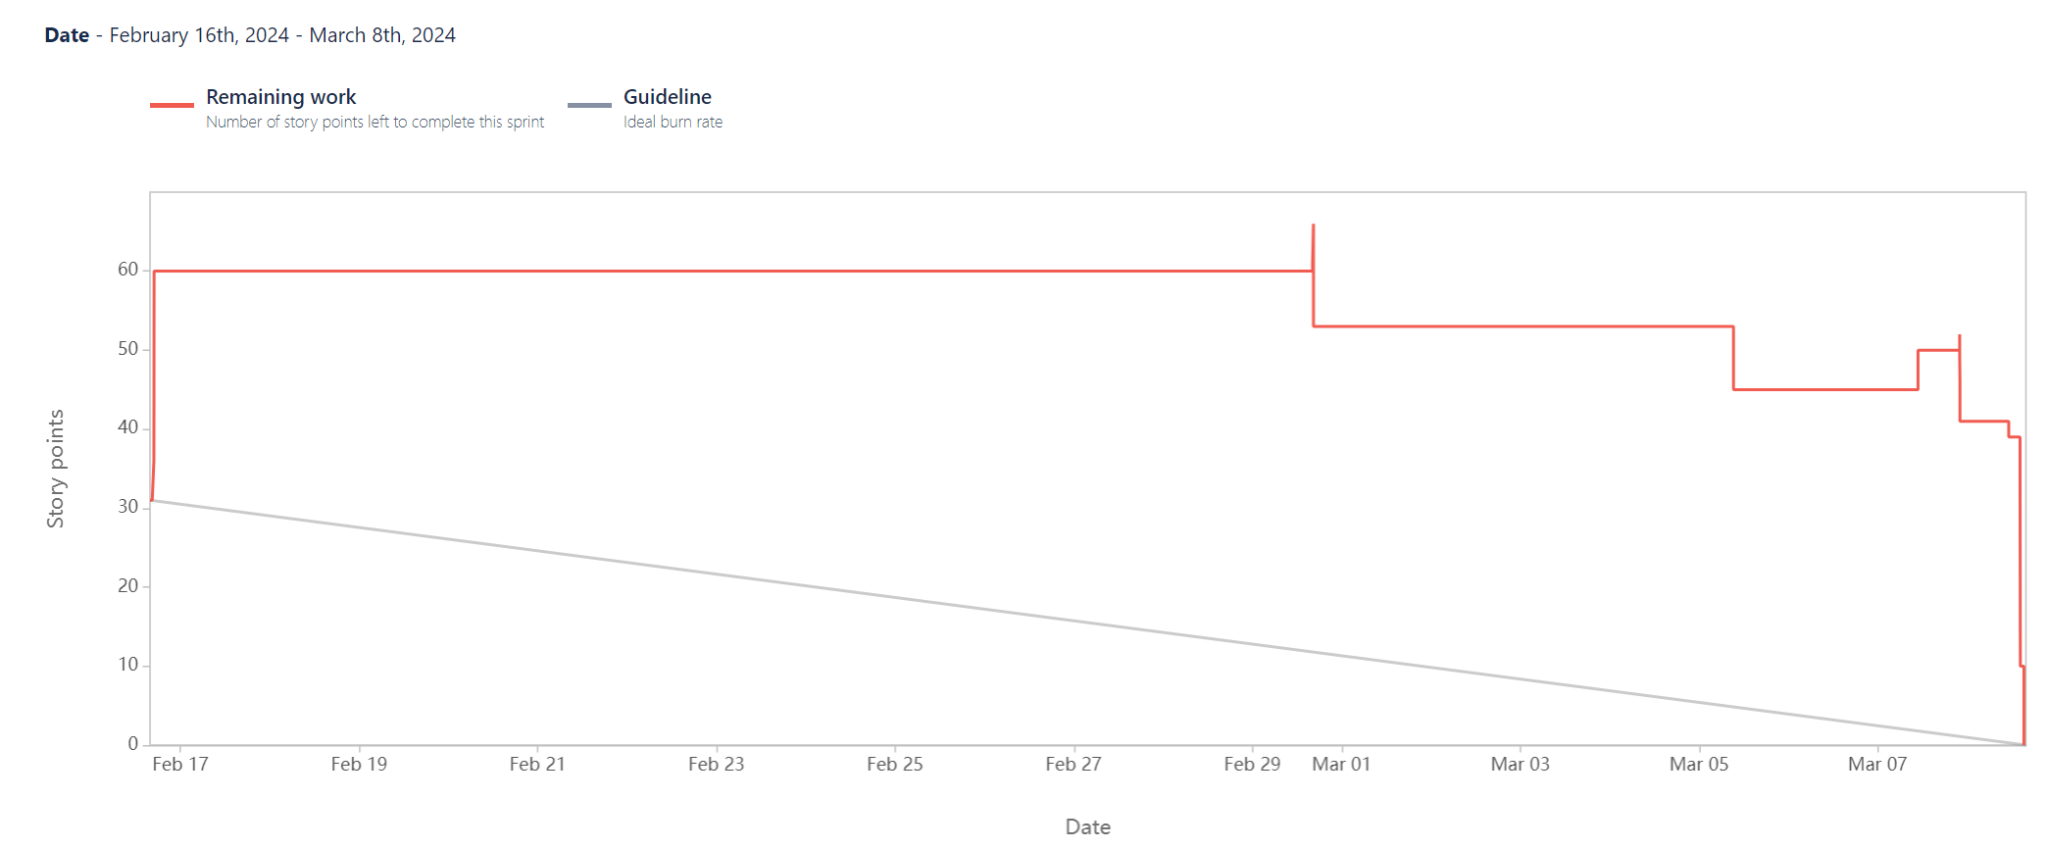 Date - February 16th, 2024 - March 8th, 2024
Remaining work
Number of story points left to complete this sprint
Guideline
Ideal burn rate
Story points
60
50
40
30
20
10
0
Feb 17 Feb 19 Feb 21 Feb 23 Feb 25 Feb 27 Feb 29 Mar 01 Mar 03 Mar 05 Mar 07
Date